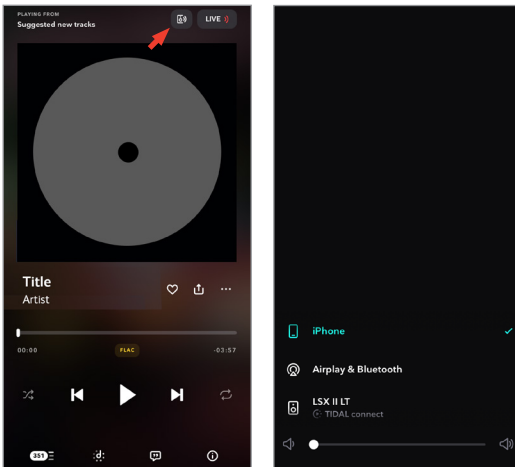 PLAYING FROM
Suggested new tracks
LIVE
Title
Artist
00:00
FLAC
-03:57
351
iPhone
Airplay & Bluetooth
LSX II LT
TIDAL connect